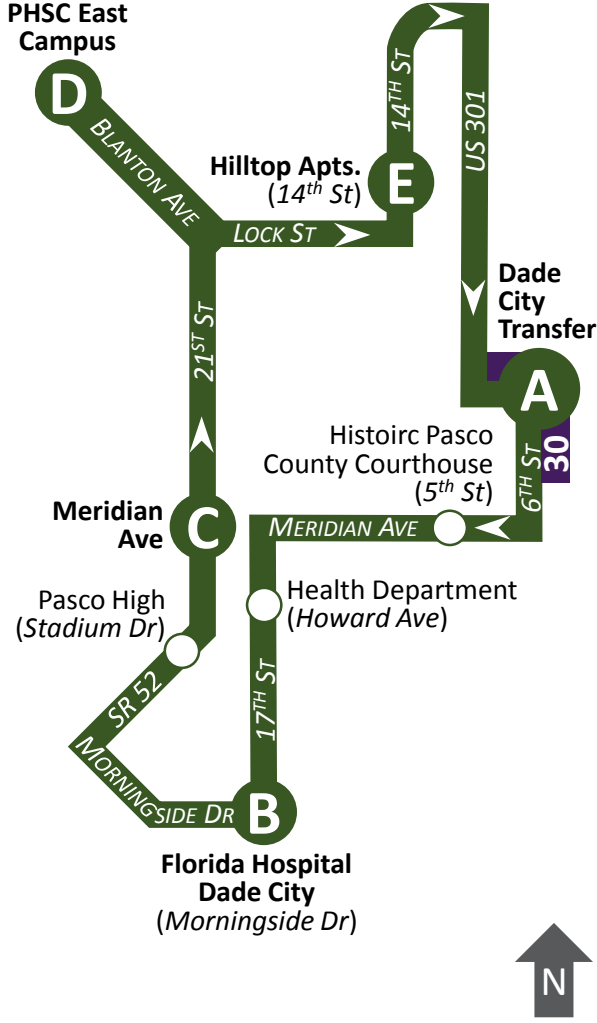 PHSC East
Campus
D
BLANTON AVE
14TH ST
US 301
Hilltop Apts.
(14th St)
E
LOCK ST
Dade
City
Transfer
A
21ST ST
30
6TH ST
Histoirc Pasco
County Courthouse
(5th St)
MERIDIAN AVE
Meridian
Ave
C
Health Department
(Howard Ave)
Pasco High
(Stadium Dr)
SR 52
17TH ST
MORNINGSIDE DR
B
Florida Hospital
Dade City
(Morningside Dr)
N